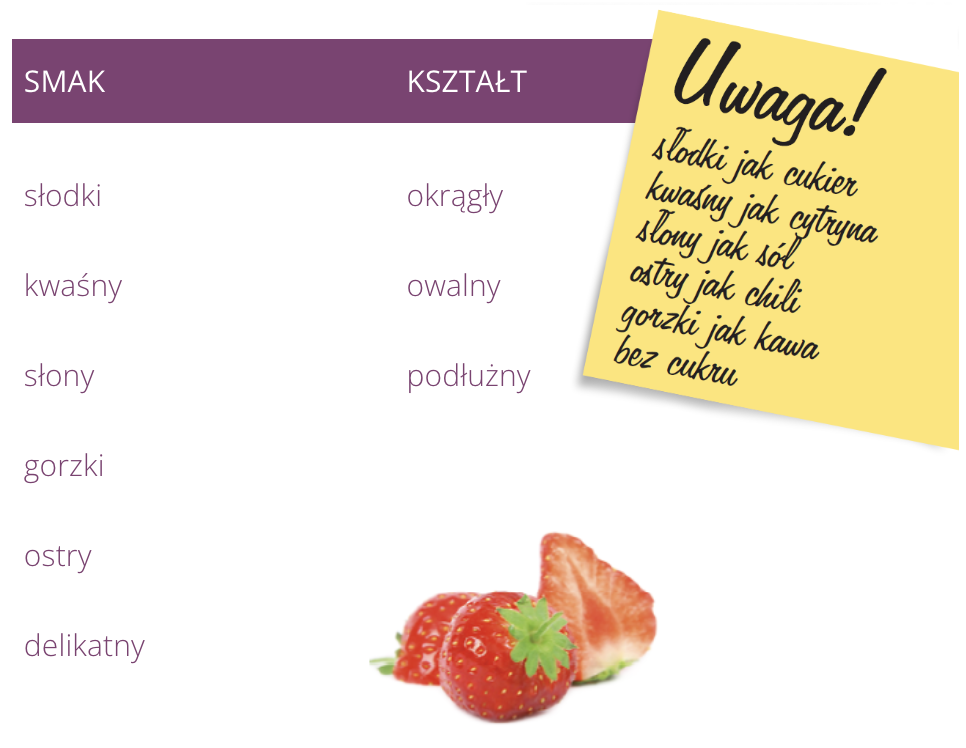 SMAK KSZTAŁT
słodki okrągły
kwaśny owalny
słony podłużny
gorzki
ostry
delikatny
Uwaga!
słodki jak cukier
kwaśny jak cytryna
słony jak sól
ostry jak chili
gorzki jak kawa
bez cukru